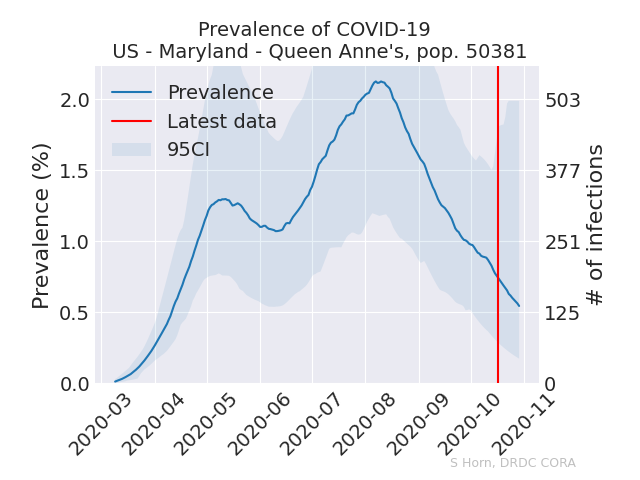 Prevalence of COVID-19
US - Maryland - Queen Anne's, pop. 50381
Prevalence
Latest data
95CI
Prevalence (%)
2.0
1.5
1.0
0.5
0.0
503
377
251
125
0
# of infections
2020-03
2020-04
2020-05
2020-06
2020-07
2020-08
2020-09
2020-10
2020-11
S Horn, DRDC CORA